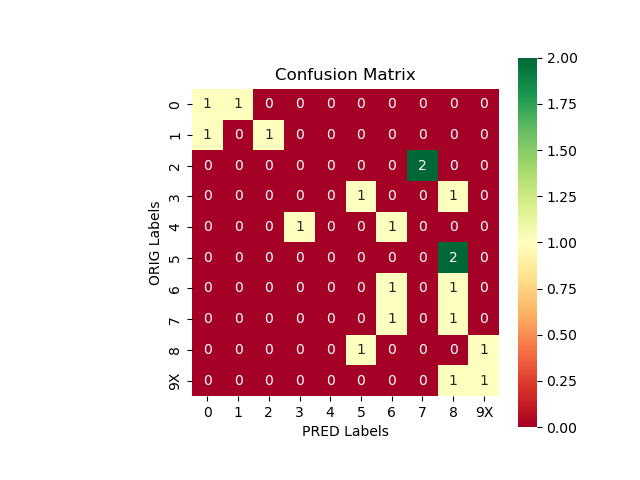 Confusion Matrix
ORIG Labels
0 1 1 0 0 0 0 0 0 0 0
1 1 0 1 0 0 0 0 0 0 0
2 0 0 0 0 0 0 0 2 0 0
3 0 0 0 0 0 1 0 0 1 0
4 0 0 0 1 0 0 1 0 0 0
5 0 0 0 0 0 0 0 0 2 0
6 0 0 0 0 0 0 1 0 1 0
7 0 0 0 0 0 0 1 0 1 0
8 0 0 0 0 0 1 0 0 0 1
9X 0 0 0 0 0 0 0 0 1 1
0 1 2 3 4 5 6 7 8 9X
PRED Labels
2.00
1.75
1.50
1.25
1.00
0.75
0.50
0.25
0.00